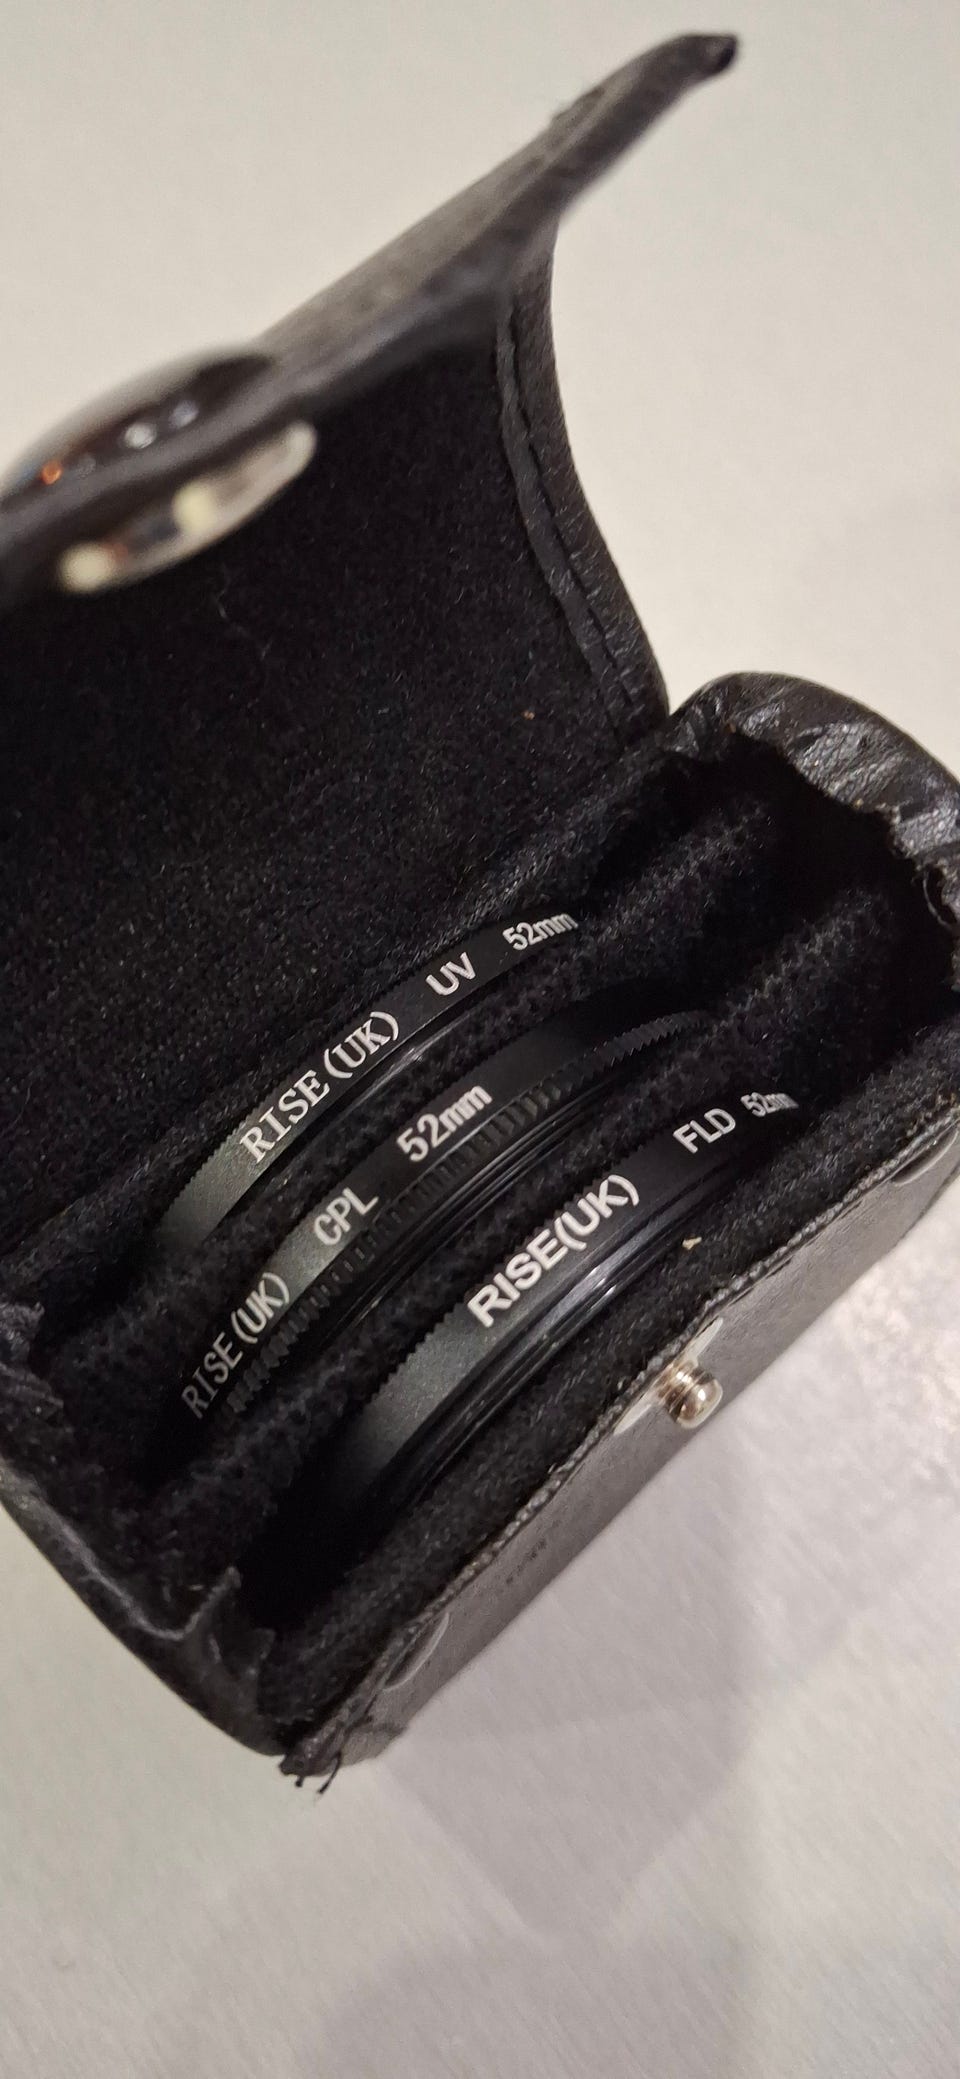 RISE(UK) UV 52mm
RISE(UK) CPL 52mm
RISE(UK) FLD 52mm